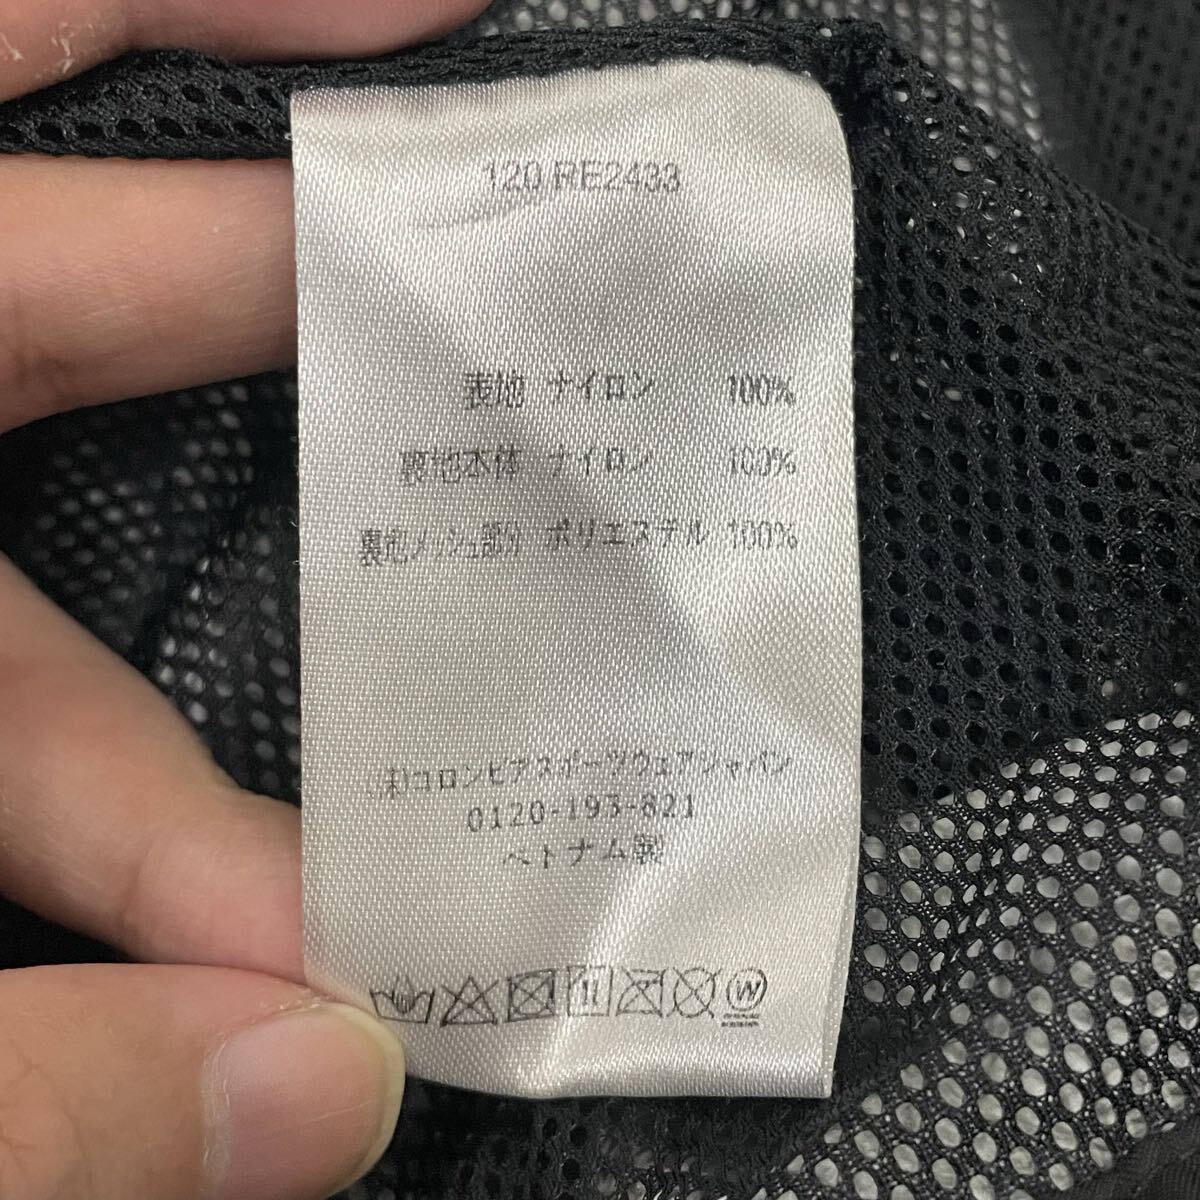 120 RE2433
表地 ナイロン 100%
裏地本体 ナイロン 100%
裏地メッシュ部分 ポリエステル 100%
㈱コロンビアスポーツウェアジャパン
0120-193-821
ベトナム製
W